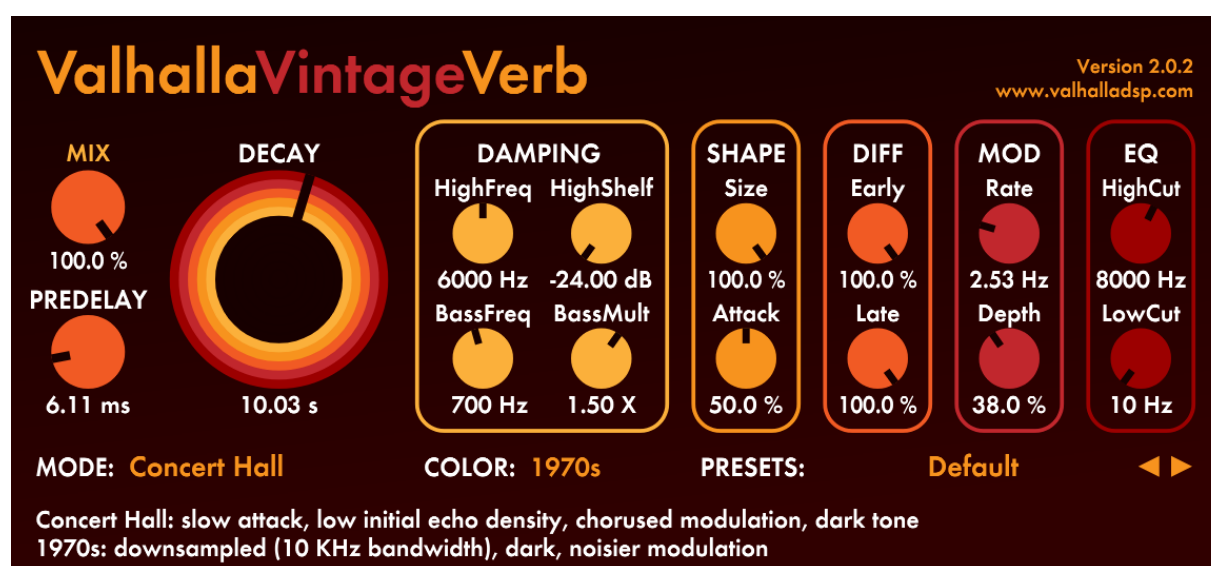 ValhallaVintageVerb
Version 2.0.2
www.valhalladsp.com
MIX
100.0 %
PREDELAY
6.11 ms
DECAY
10.03 s
DAMPING
HighFreq HighShelf
6000 Hz -24.00 dB
BassFreq BassMult
700 Hz 1.50 X
SHAPE
Size
100.0 %
Attack
50.0 %
DIFF
Early
100.0 %
Late
100.0 %
MOD
Rate
2.53 Hz
Depth
38.0 %
EQ
HighCut
8000 Hz
LowCut
10 Hz
MODE: Concert Hall COLOR: 1970s PRESETS: Default
Concert Hall: slow attack, low initial echo density, chorused modulation, dark tone
1970s: downsampled (10 KHz bandwidth), dark, noisier modulation